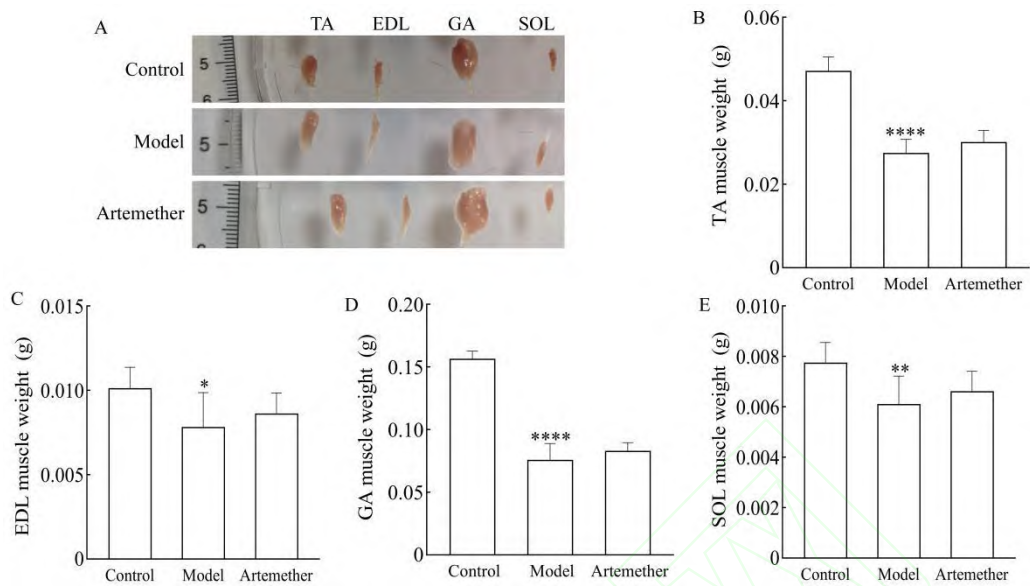 A
TA EDL GA SOL
Control
5
6
Model
5
Artemether
5
B
TA muscle weight (g)
0.06
0.04
0.02
0
****
Control Model Artemether
C
EDL muscle weight (g)
0.015
0.010
0.005
0
*
Control Model Artemether
D
GA muscle weight (g)
0.20
0.15
0.10
0.05
0
****
Control Model Artemether
E
SOL muscle weight (g)
0.010
0.008
0.006
0.004
0.002
0.000
**
Control Model Artemether